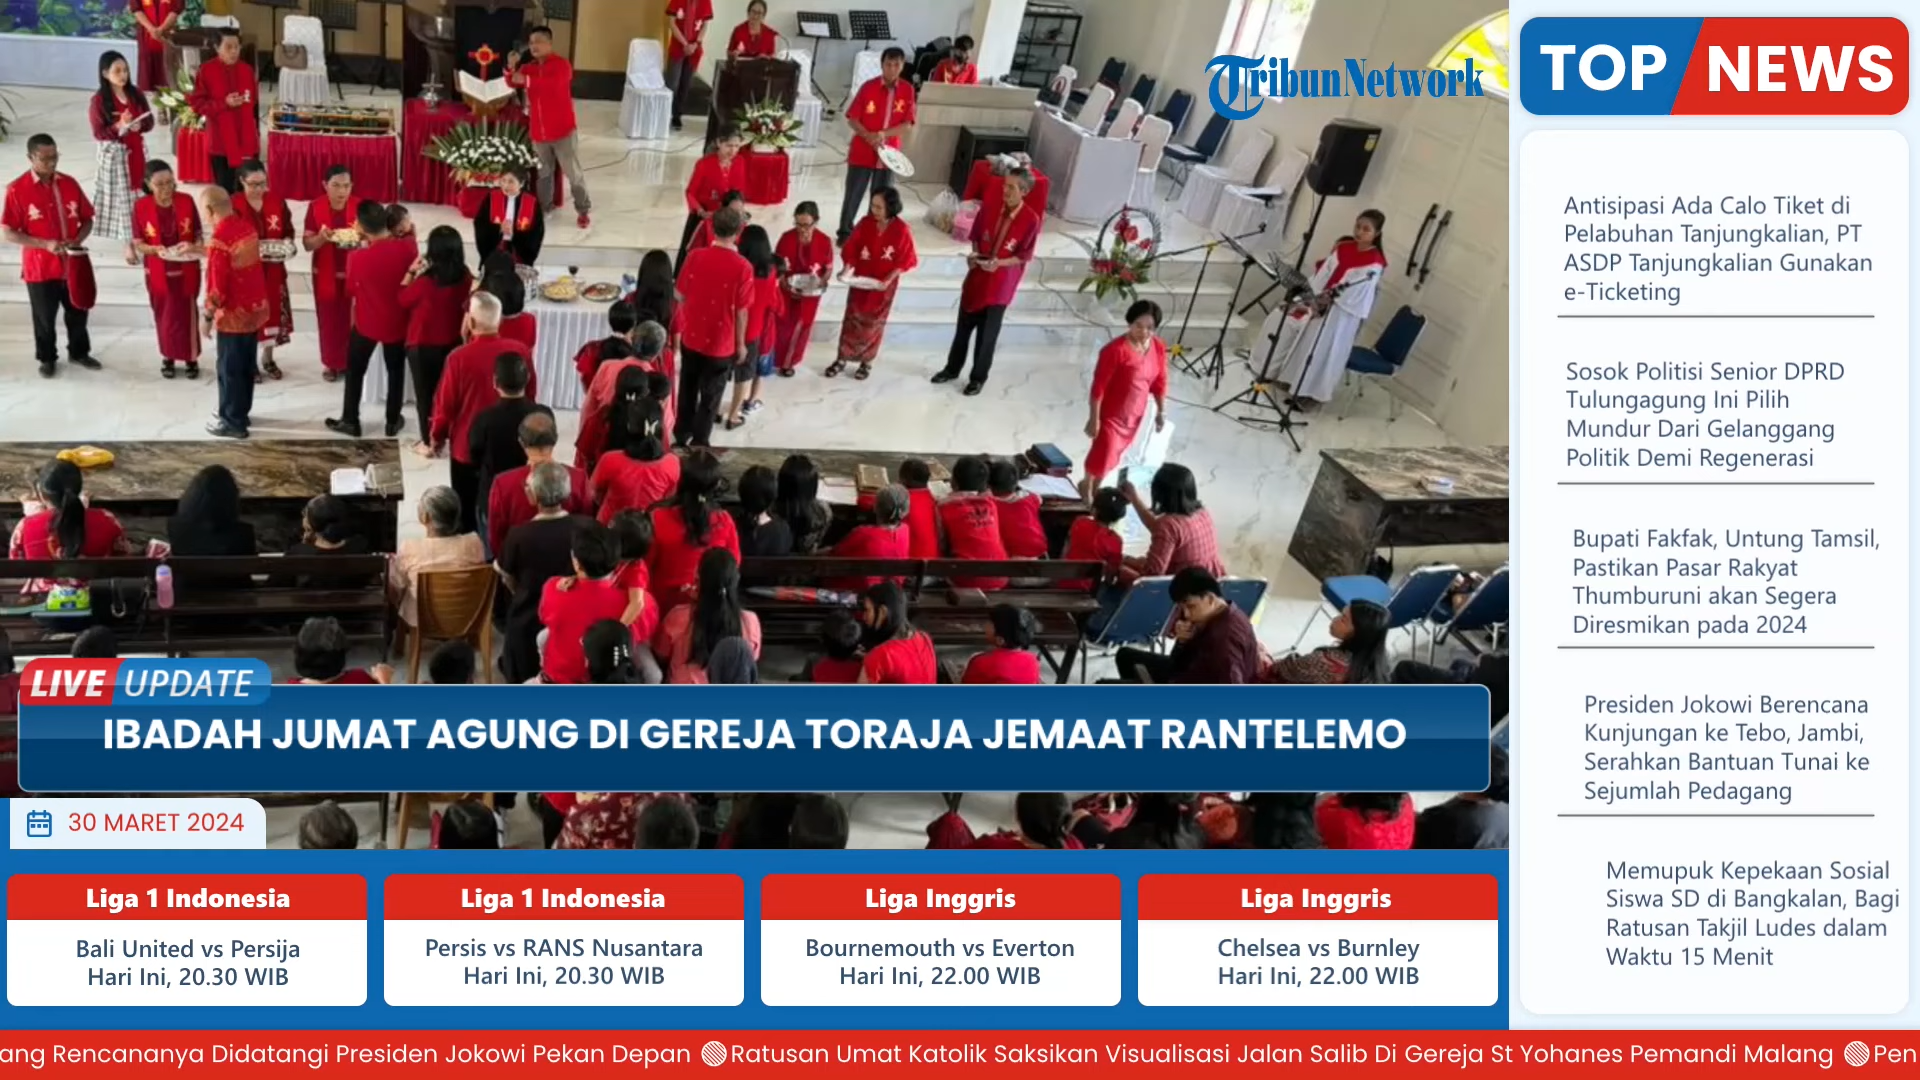 TribunNetwork
TOP NEWS
Antisipasi Ada Calo Tiket di
Pelabuhan Tanjungkalian, PT
ASDP Tanjungkalian Gunakan
e-Ticketing
Sosok Politisi Senior DPRD
Tulungagung Ini Pilih
Mundur Dari Gelanggang
Politik Demi Regenerasi
Bupati Fakfak, Untung Tamsil,
Pastikan Pasar Rakyat
Thumburuni akan Segera
Diresmikan pada 2024
Presiden Jokowi Berencana
Kunjungan ke Tebo, Jambi,
Serahkan Bantuan Tunai ke
Sejumlah Pedagang
Memupuk Kepekaan Sosial
Siswa SD di Bangkalan, Bagi
Ratusan Takjil Ludes dalam
Waktu 15 Menit
LIVE UPDATE
IBADAH JUMAT AGUNG DI GEREJA TORAJA JEMAAT RANTELEMO
30 MARET 2024
Liga 1 Indonesia
Bali United vs Persija
Hari Ini, 20.30 WIB
Liga 1 Indonesia
Persis vs RANS Nusantara
Hari Ini, 20.30 WIB
Liga Inggris
Bournemouth vs Everton
Hari Ini, 22.00 WIB
Liga Inggris
Chelsea vs Burnley
Hari Ini, 22.00 WIB
ang Rencananya Didatangi Presiden Jokowi Pekan Depan Ratusan Umat Katolik Saksikan Visualisasi Jalan Salib Di Gereja St Yohanes Pemandi Malang Pen